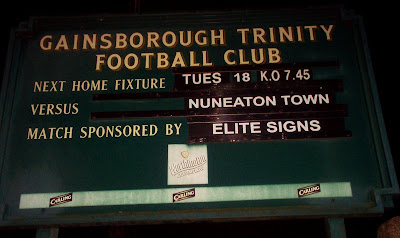 GAINSBOROUGH TRINITY
FOOTBALL CLUB
NEXT HOME FIXTURE TUES 18 K.O 7.45
VERSUS NUNEATON TOWN
MATCH SPONSORED BY ELITE SIGNS
CARLING CARLING CARLING